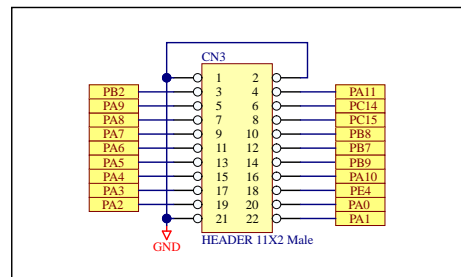 CN3
1 2
PB2 3 4 PA11
PA9 5 6 PC14
PA8 7 8 PC15
PA7 9 10 PB8
PA6 11 12 PB7
PA5 13 14 PB9
PA4 15 16 PA10
PA3 17 18 PE4
PA2 19 20 PA0
21 22 PA1
GND HEADER 11X2 Male